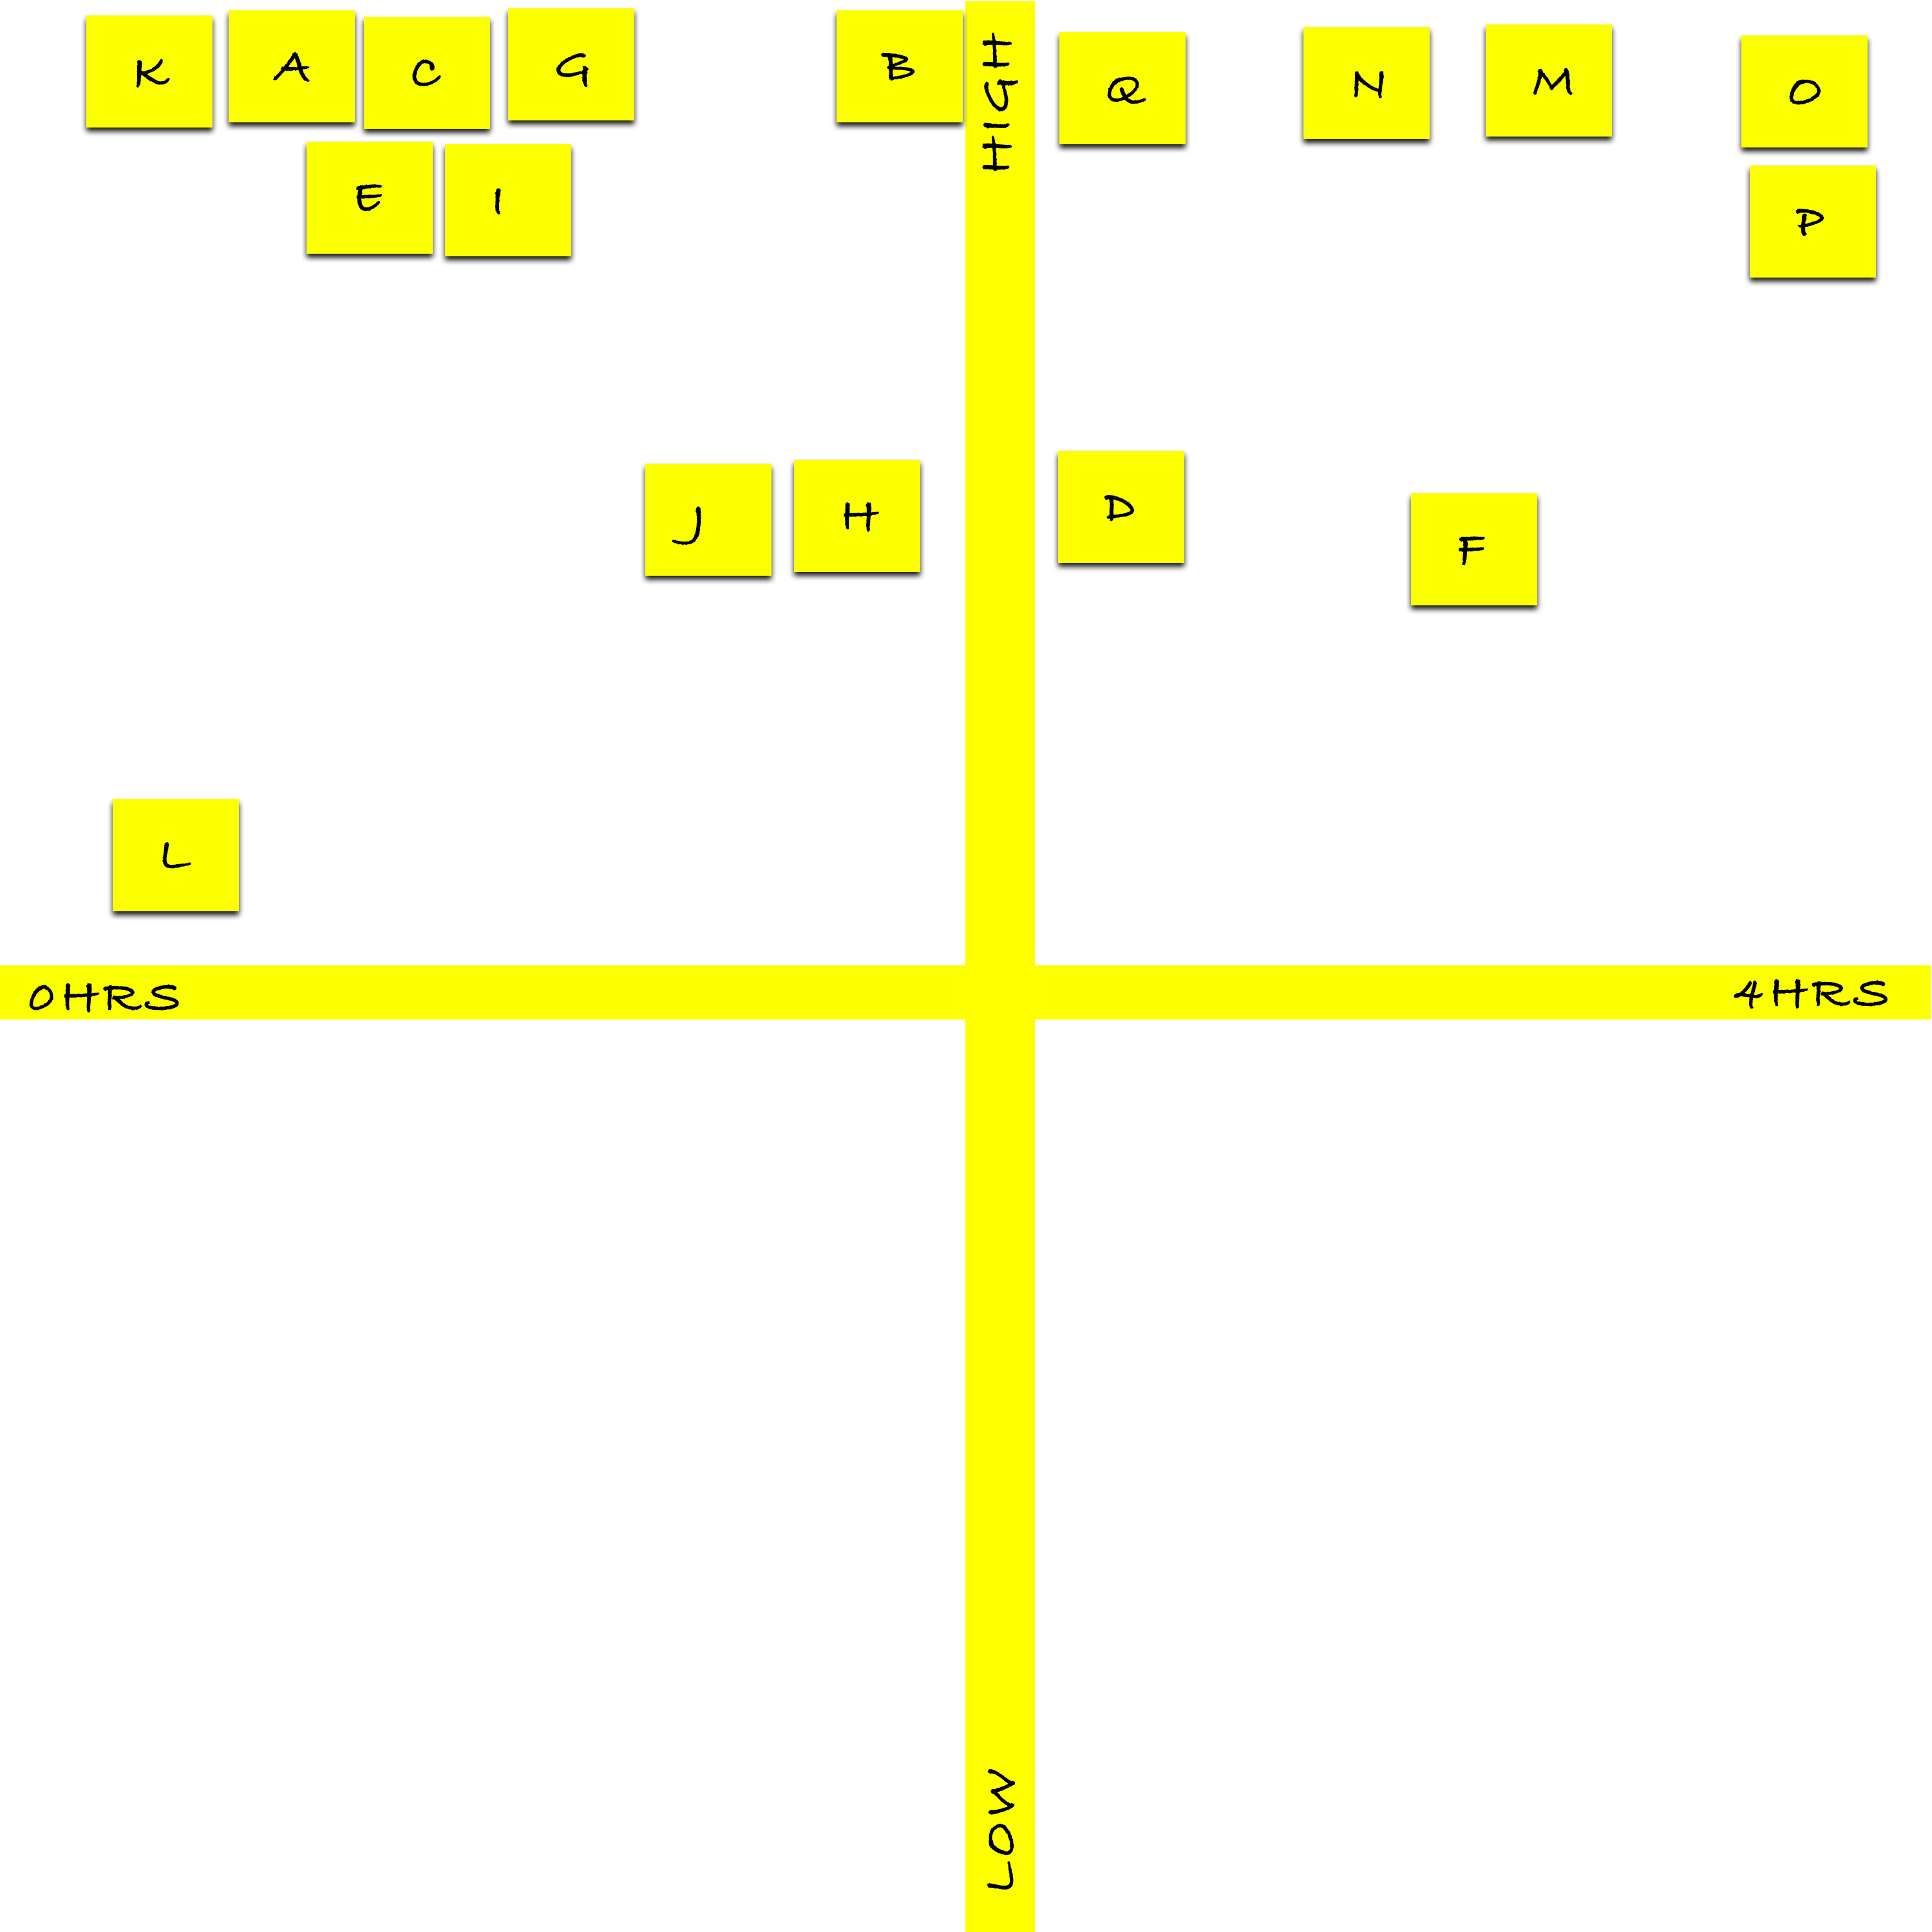 K A C G B HIGH Q N M O
E I P
J H D F
L
0HRS 4HRS
LOW